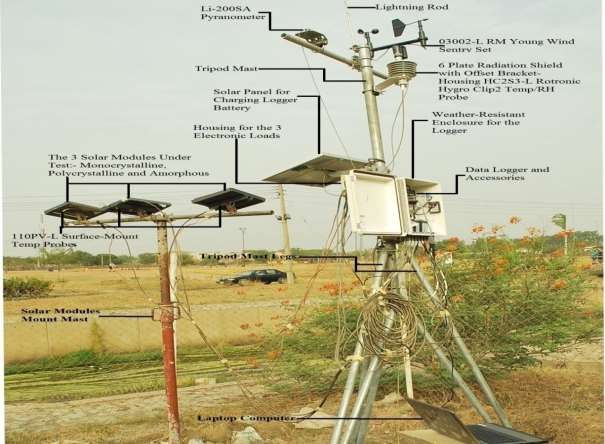 Li-200SA
Pyranometer
Lightning Rod
03002-L RM Young Wind
Sentry Set
Tripod Mast
6 Plate Radiation Shield
with Offset Bracket-
Housing HC2S3-L Rotronic
Hygro Clip2 Temp/RH
Probe
Solar Panel for
Charging Logger
Battery
Weather-Resistant
Enclosure for the
Logger
Housing for the 3
Electronic Loads
The 3 Solar Modules Under
Test:- Monocrystalline,
Polycrystalline and Amorphous
Data Logger and
Accessories
110PV-L Surface-Mount
Temp Probes
Tripod Mast Legs
Solar Modules
Mount Mast
Laptop Computer